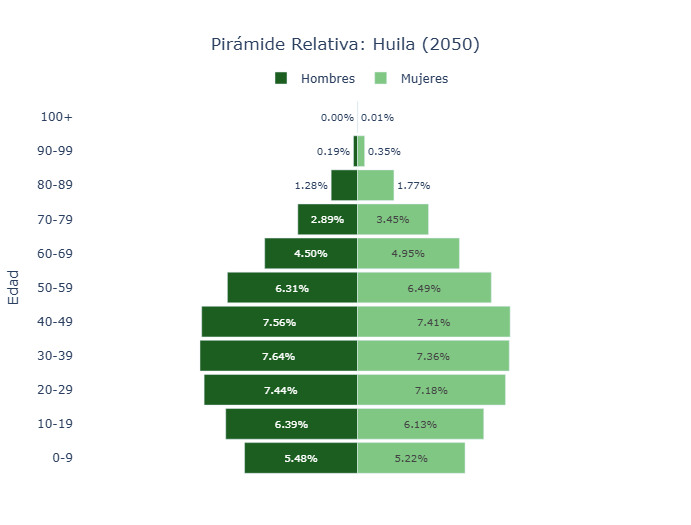 Pirámide Relativa: Huila (2050)
Hombres Mujeres
100+ 0.00% 0.01%
90-99 0.19% 0.35%
80-89 1.28% 1.77%
70-79 2.89% 3.45%
60-69 4.50% 4.95%
Edad
50-59 6.31% 6.49%
40-49 7.56% 7.41%
30-39 7.64% 7.36%
20-29 7.44% 7.18%
10-19 6.39% 6.13%
0-9 5.48% 5.22%